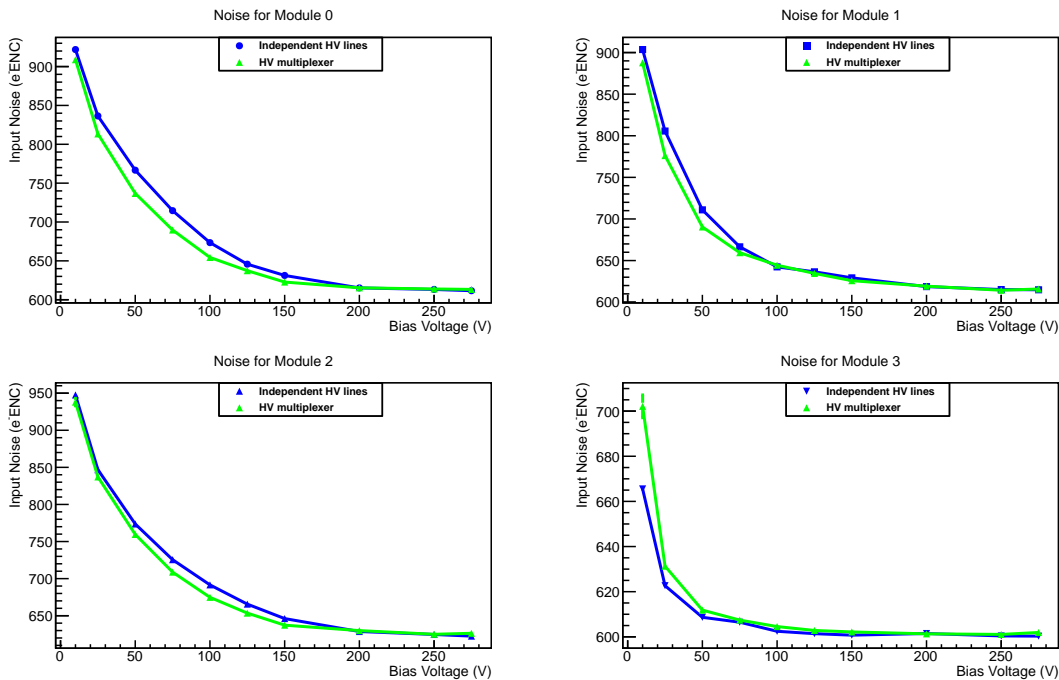 Noise for Module 0
Input Noise (e⁻ENC)
Independent HV lines
HV multiplexer
900
850
800
750
700
650
600
0 50 100 150 200 250
Bias Voltage (V)
Noise for Module 1
Input Noise (e⁻ENC)
Independent HV lines
HV multiplexer
900
850
800
750
700
650
600
0 50 100 150 200 250
Bias Voltage (V)
Noise for Module 2
Input Noise (e⁻ENC)
Independent HV lines
HV multiplexer
950
900
850
800
750
700
650
0 50 100 150 200 250
Bias Voltage (V)
Noise for Module 3
Input Noise (e⁻ENC)
Independent HV lines
HV multiplexer
700
680
660
640
620
600
0 50 100 150 200 250
Bias Voltage (V)